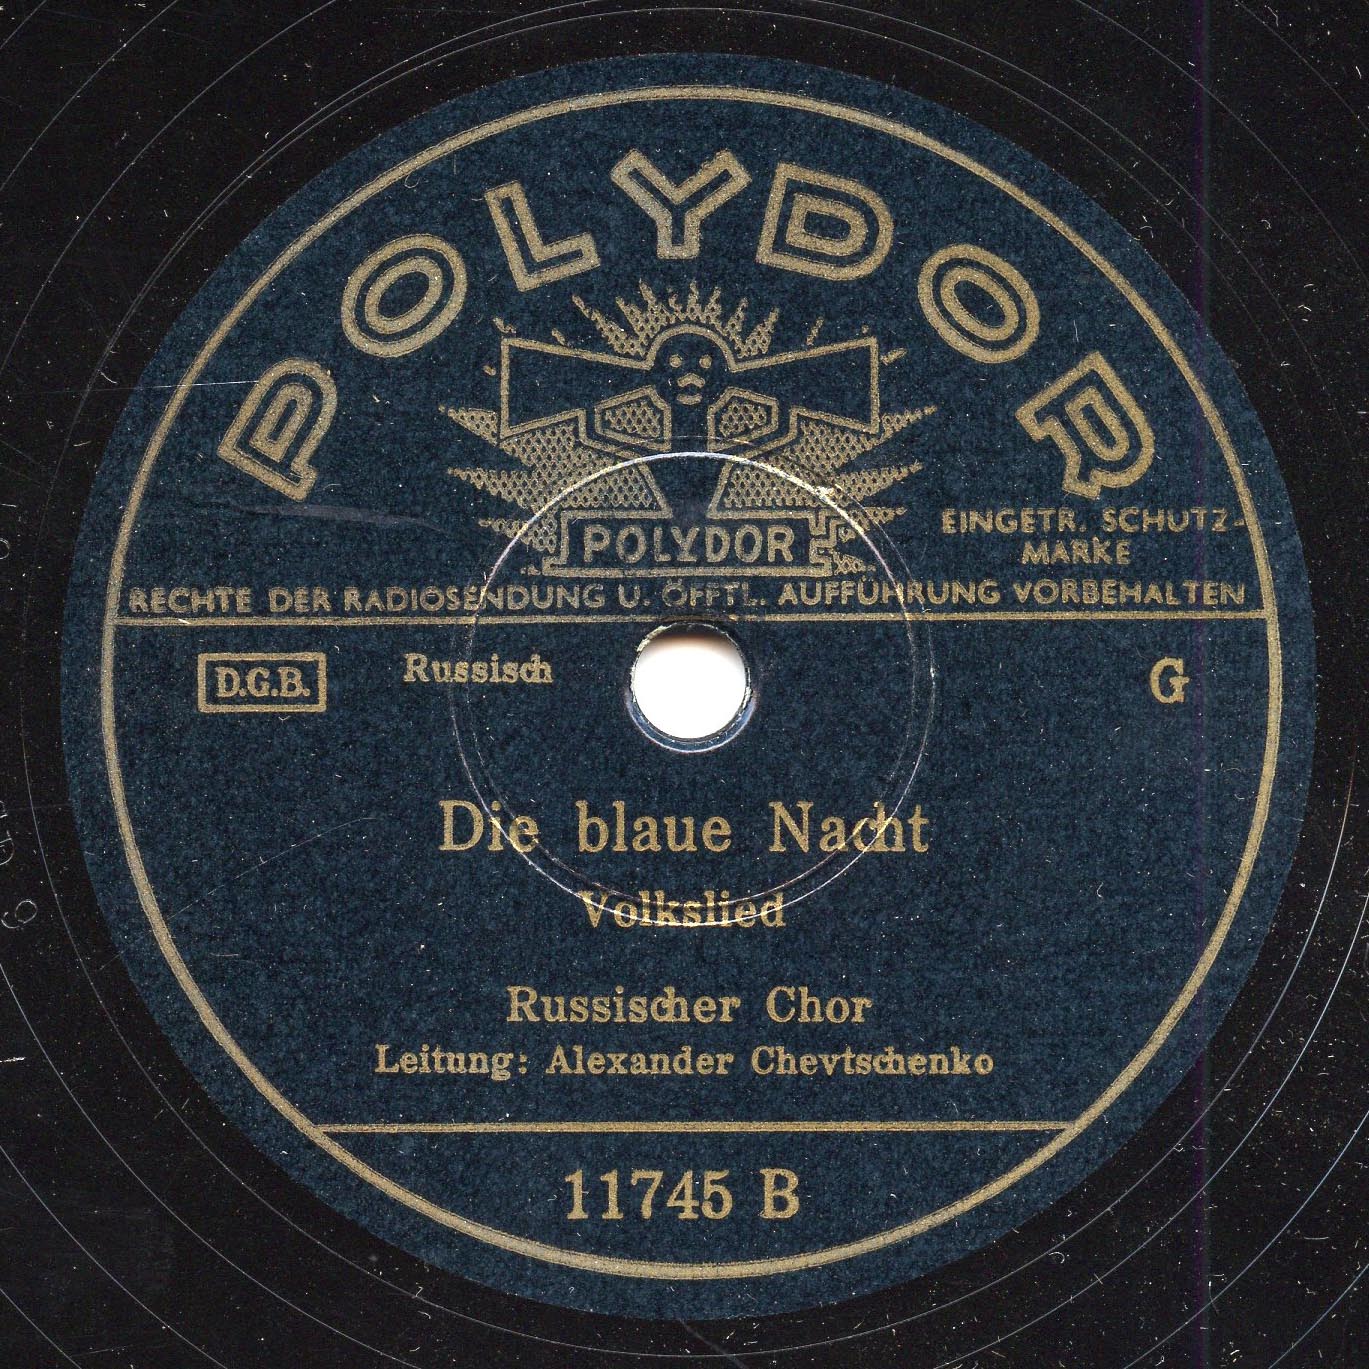 POLYDOR
POLYDOR
EINGETR. SCHUTZ-
MARKE
RECHTE DER RADIOSENDUNG U. ÖFFTL. AUFFÜHRUNG VORBEHALTEN
D.G.B. Russisch G
Die blaue Nacht
Volkslied
Russischer Chor
Leitung: Alexander Chevtschenko
11745 B